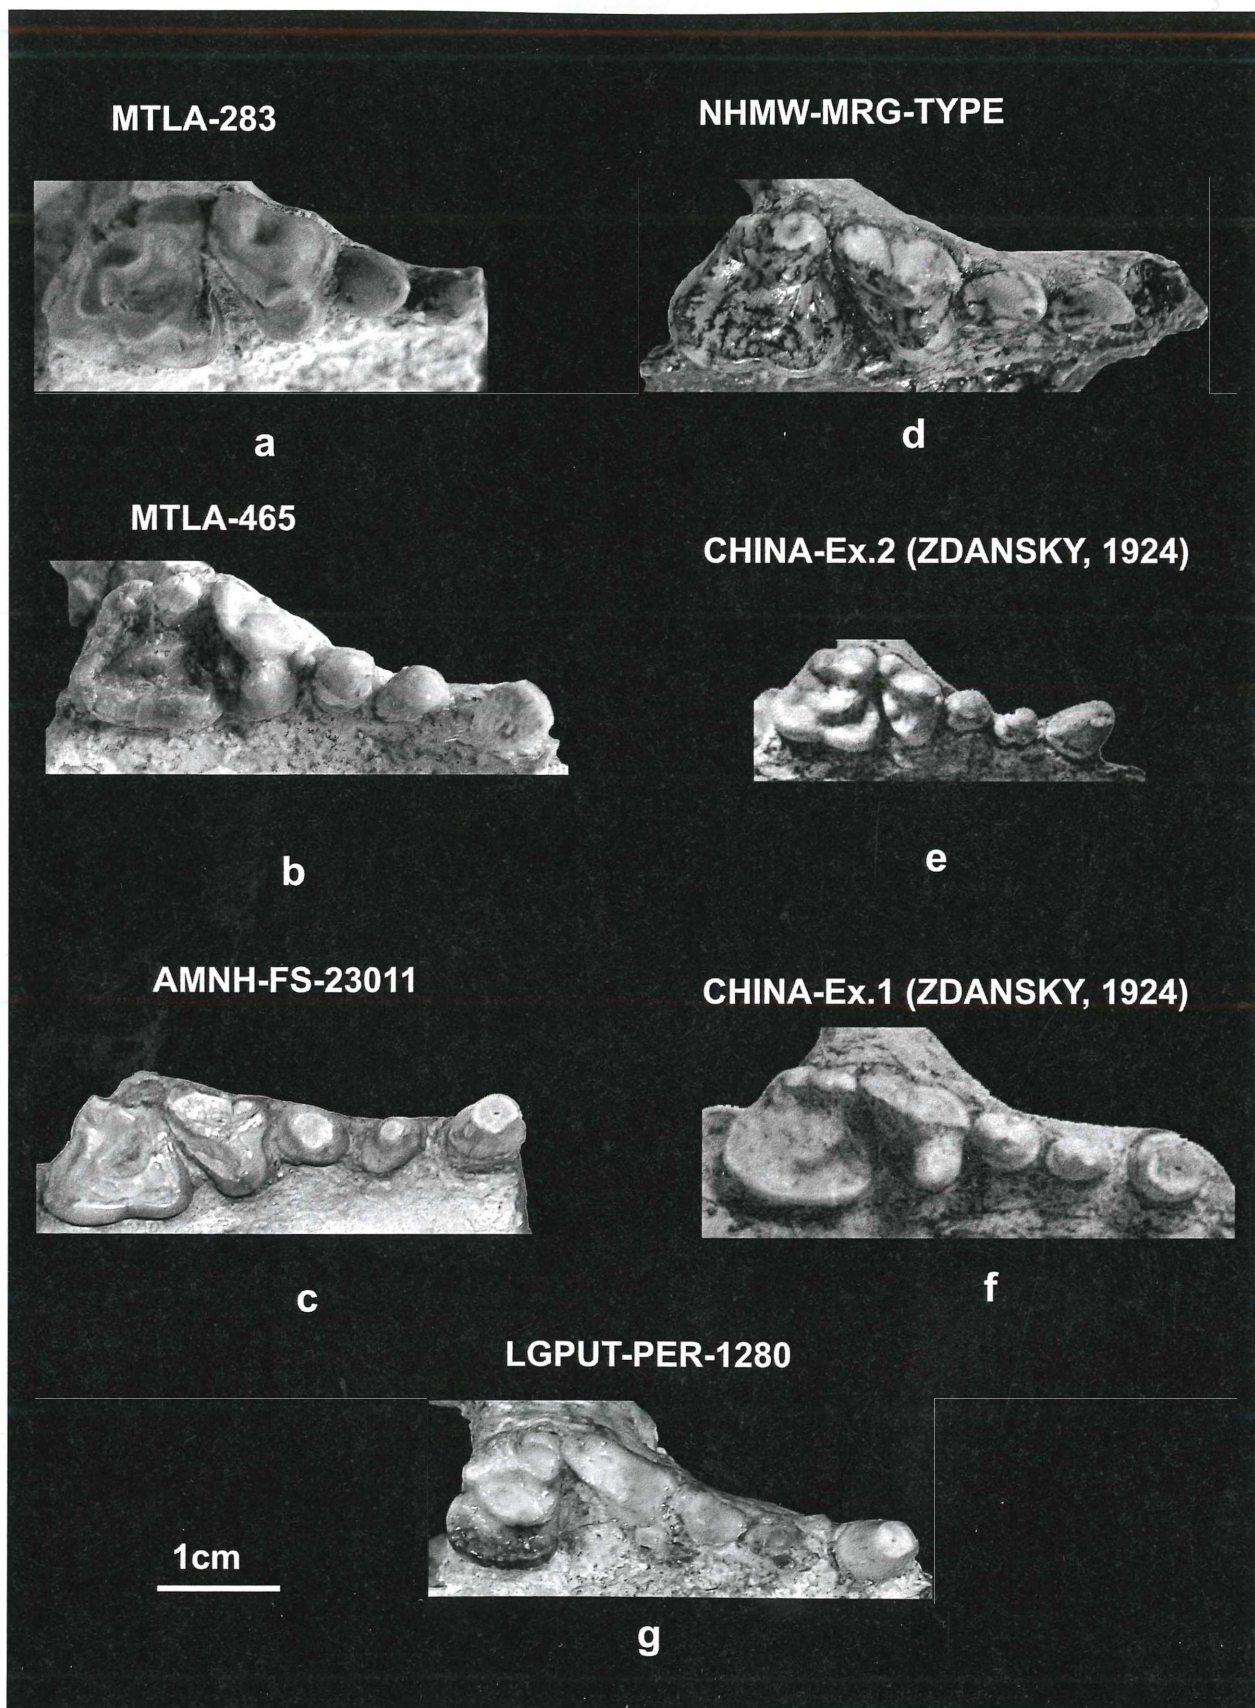 MTLA-283
NHMW-MRG-TYPE
a
d
MTLA-465
CHINA-Ex.2 (ZDANSKY, 1924)
b
e
AMNH-FS-23011
CHINA-Ex.1 (ZDANSKY, 1924)
c
f
LGPUT-PER-1280
1cm
g